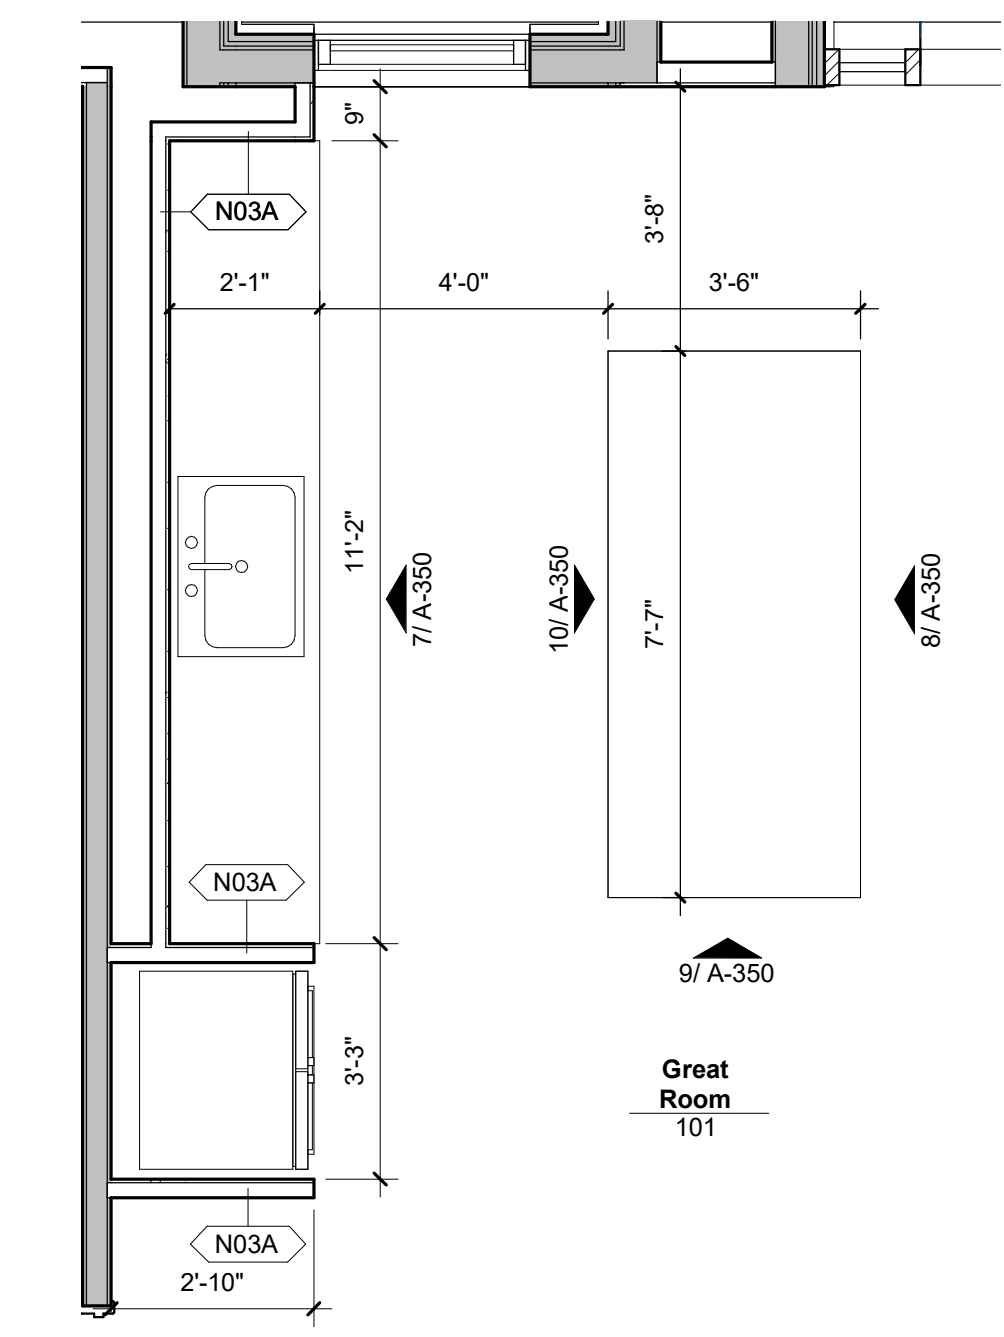 9"
N03A
3'-8"
2'-1"
4'-0"
3'-6"
11'-2"
7/ A-350
10/ A-350
7'-7"
8/ A-350
N03A
9/ A-350
3'-3"
Great
Room
101
N03A
2'-10"